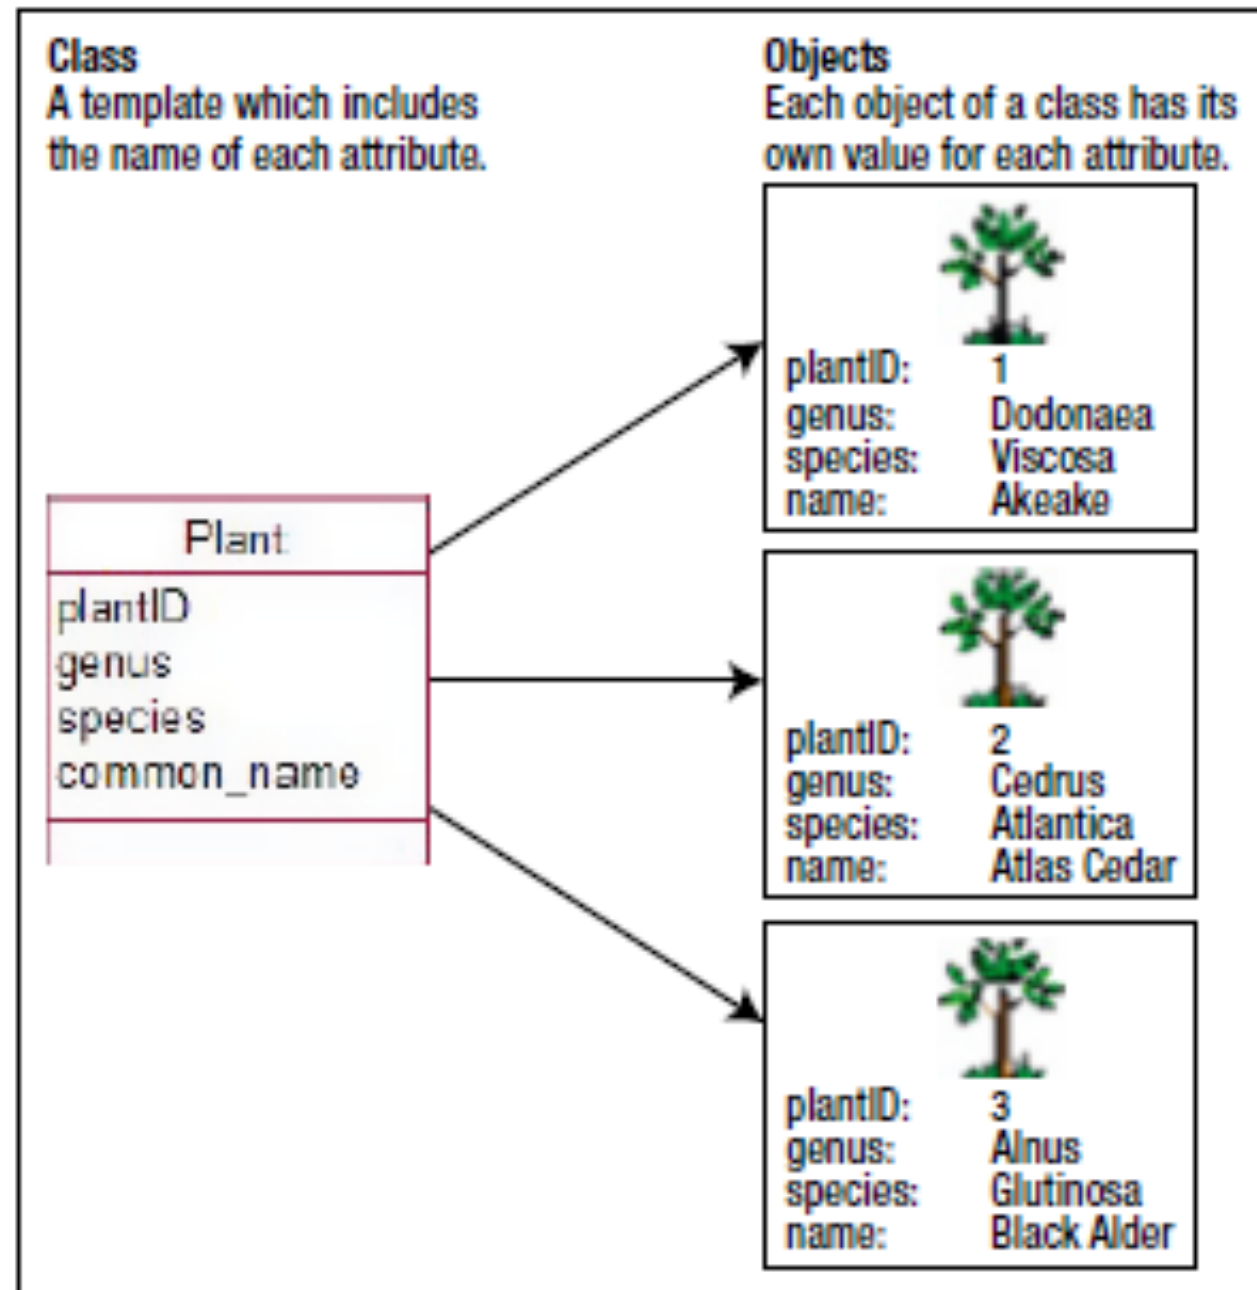 Class
A template which includes
the name of each attribute.
Objects
Each object of a class has its
own value for each attribute.
Plant
plantID
genus
species
common_name
plantID: 1
genus: Dodonaea
species: Viscosa
name: Akeake
plantID: 2
genus: Cedrus
species: Atlantica
name: Atlas Cedar
plantID: 3
genus: Alnus
species: Glutinosa
name: Black Alder